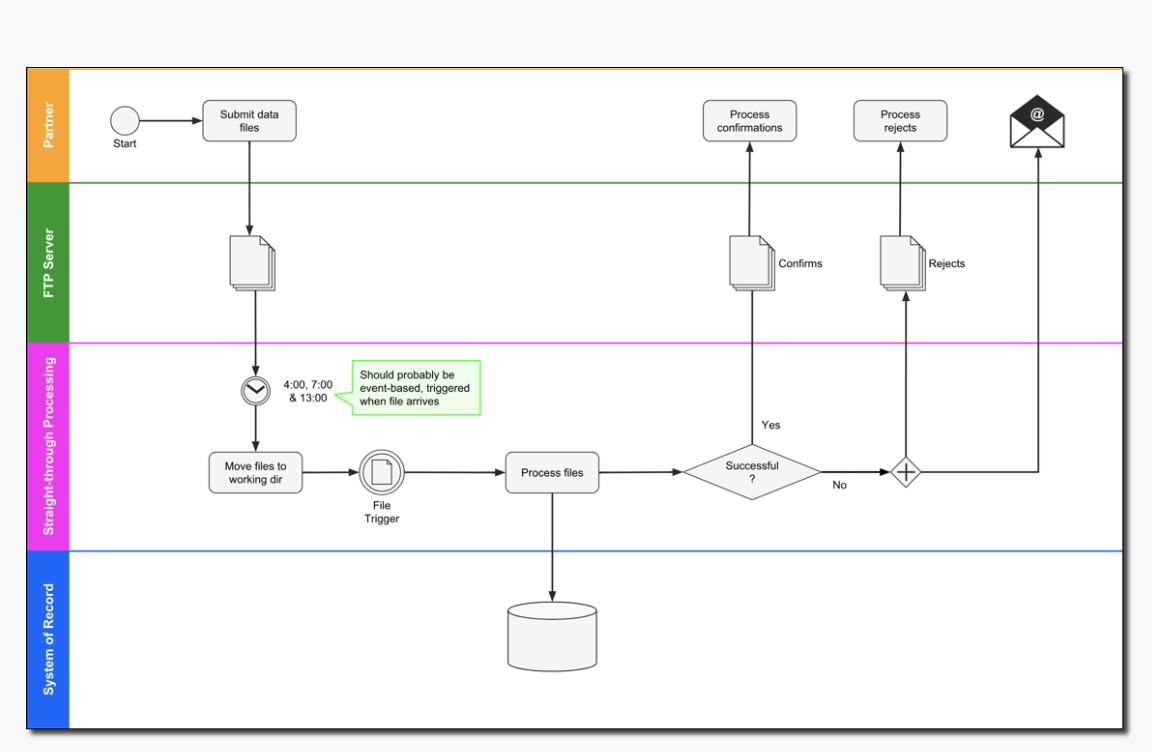 Partner
Start
Submit data
files
Process
confirmations
Process
rejects
@
FTP Server
Confirms
Rejects
Straight-through Processing
4:00, 7:00
& 13:00
Should probably be
event-based, triggered
when file arrives
Yes
Move files to
working dir
File
Trigger
Process files
Successful
?
No
System of Record